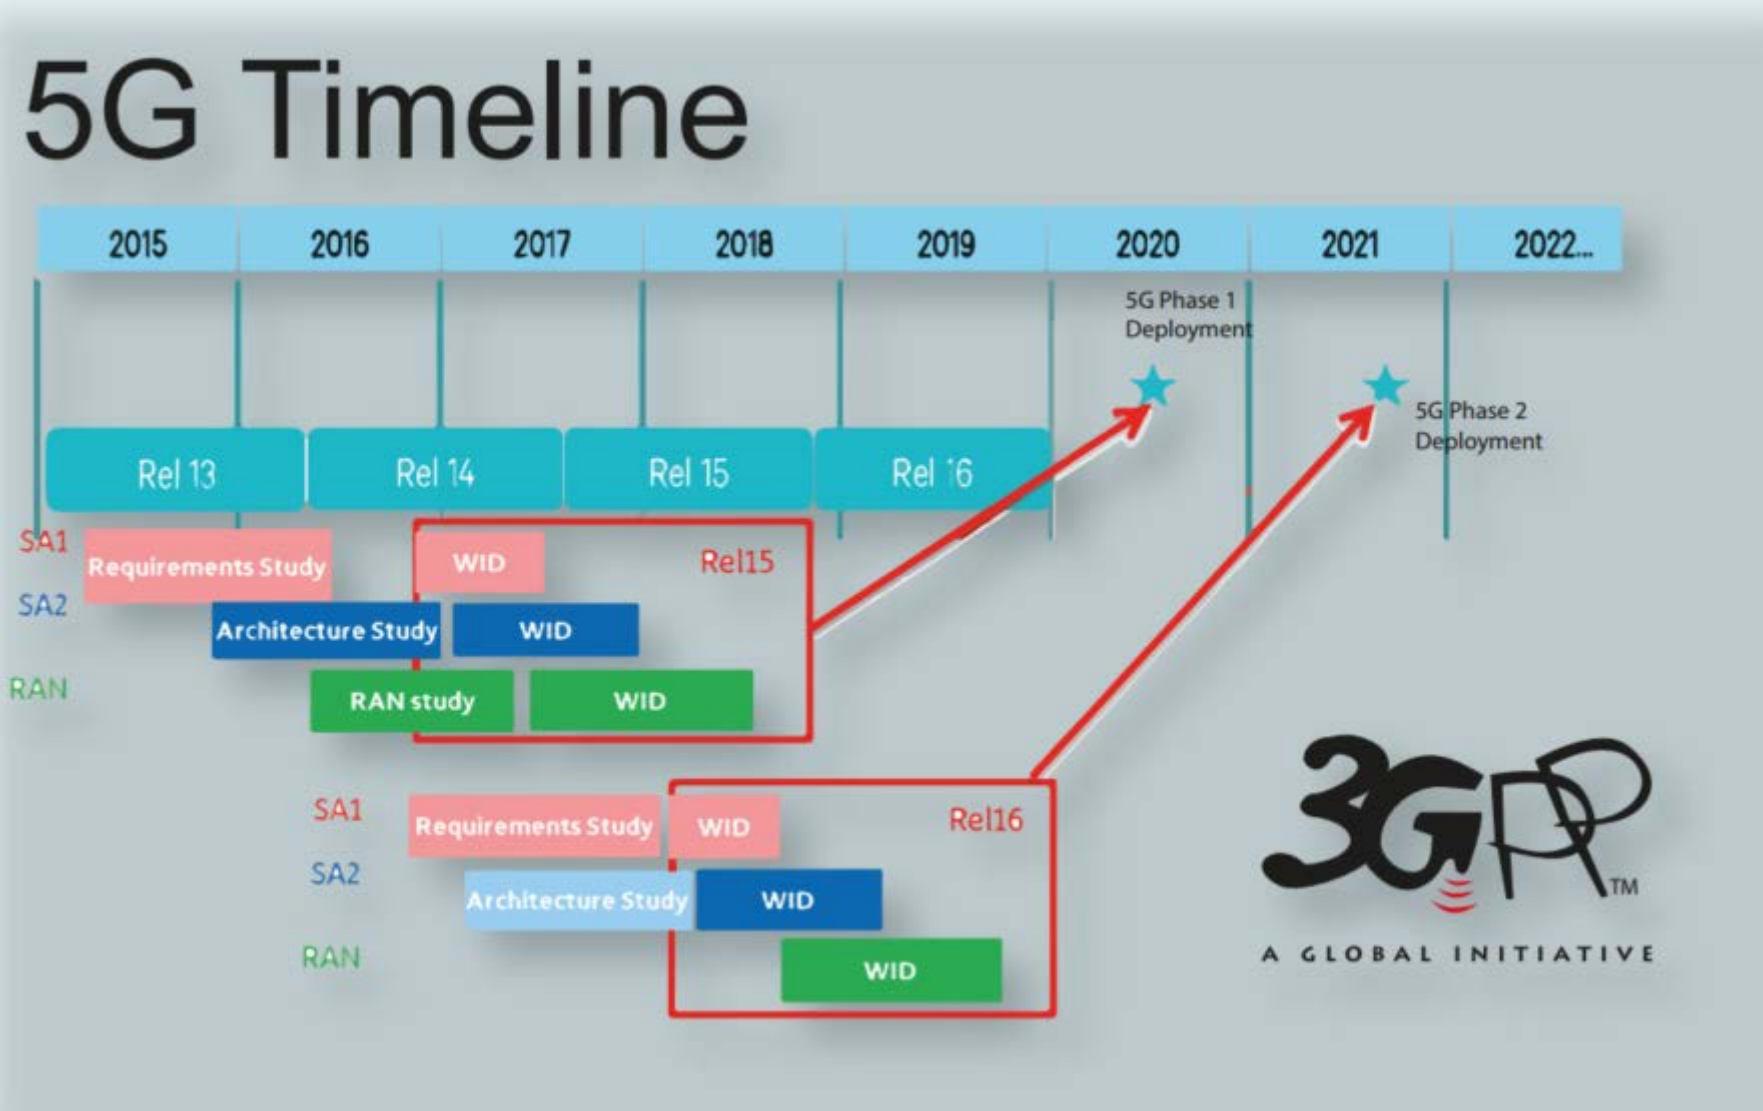 5G Timeline
2015 2016 2017 2018 2019 2020 2021 2022...
5G Phase 1
Deployment
5G Phase 2
Deployment
Rel 13 Rel 14 Rel 15 Rel 16
SA1 Requirements Study WID Rel15
SA2 Architecture Study WID
RAN RAN study WID
SA1 Requirements Study WID Rel16
SA2 Architecture Study WID
RAN WID
3GPP TM
A GLOBAL INITIATIVE